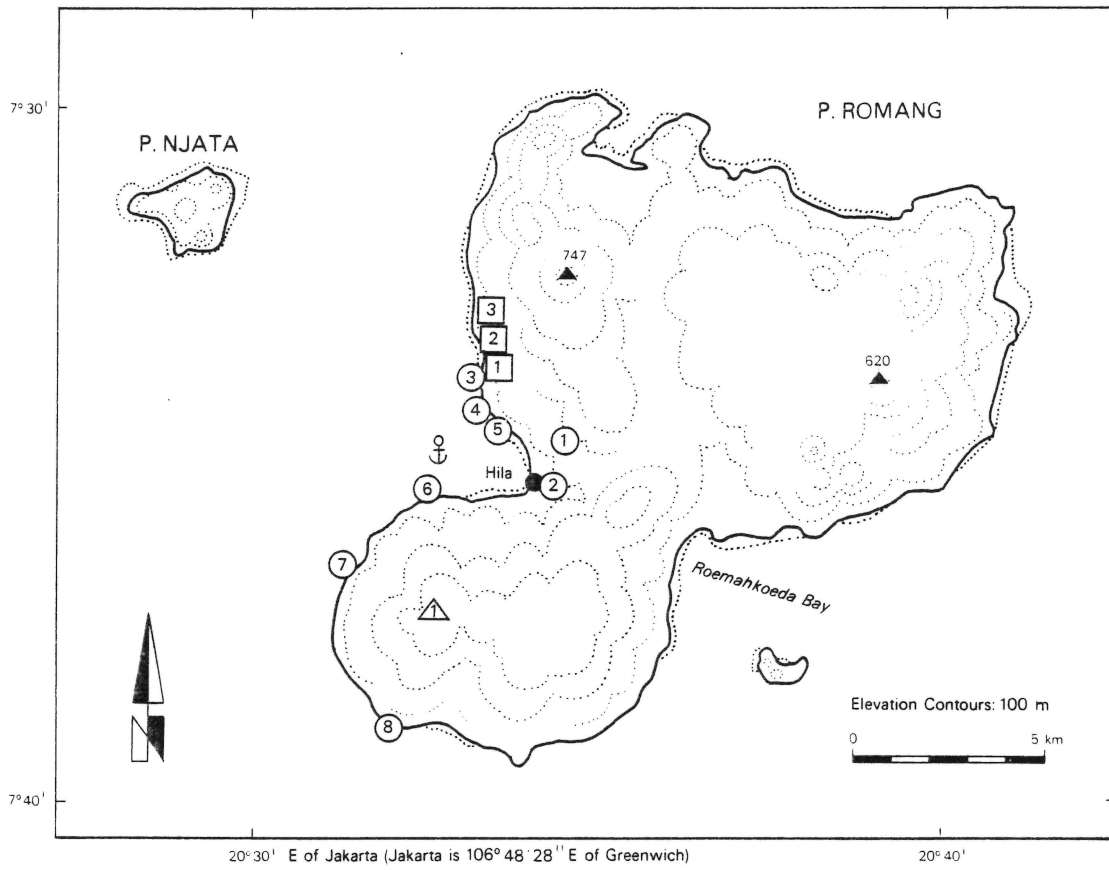 7° 30'
P. ROMANG
P. NJATA
747
3
2
620
1
3
4
5
1
Hila
2
6
7
Roemahkoeda Bay
1
Elevation Contours: 100 m
0 5 km
8
7° 40'
20° 30' E of Jakarta (Jakarta is 106° 48' 28'' E of Greenwich) 20° 40'